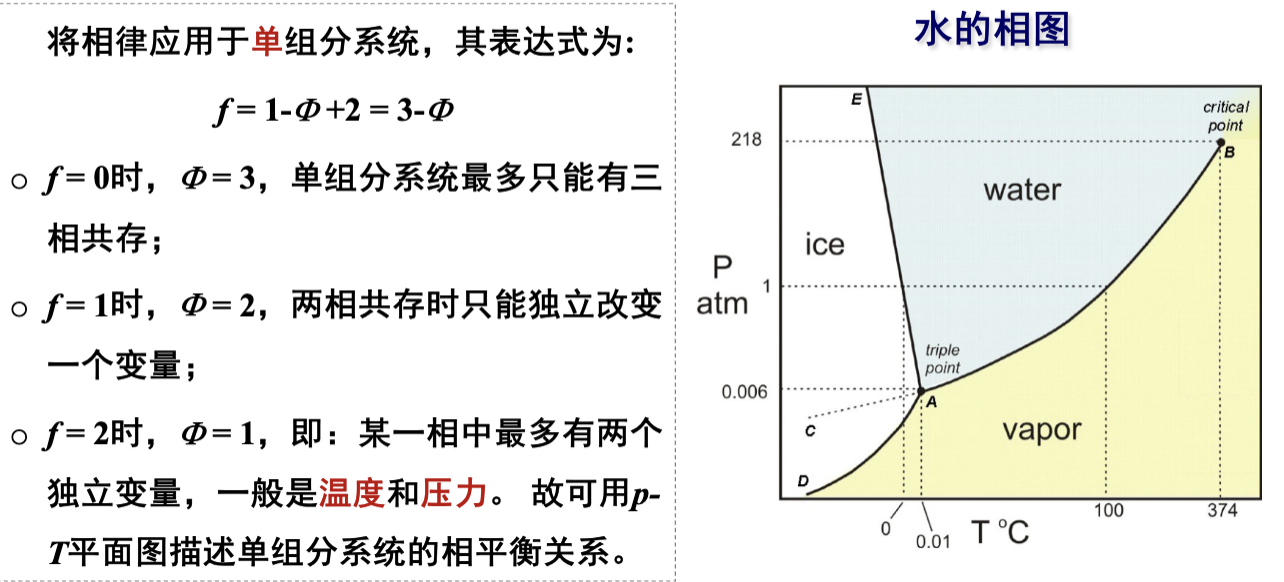 将相律应用于单组分系统，其表达式为:
f = 1-Φ +2 = 3-Φ
○ f = 0时，Φ = 3，单组分系统最多只能有三
相共存；
○ f = 1时，Φ = 2，两相共存时只能独立改变
一个变量；
○ f = 2时，Φ = 1，即：某一相中最多有两个
独立变量，一般是温度和压力。 故可用p-
T平面图描述单组分系统的相平衡关系。
水的相图
E
critical
point
218
B
water
ice
P
atm
1
triple
point
0.006
A
C
vapor
D
0
0.01
T °C
100
374